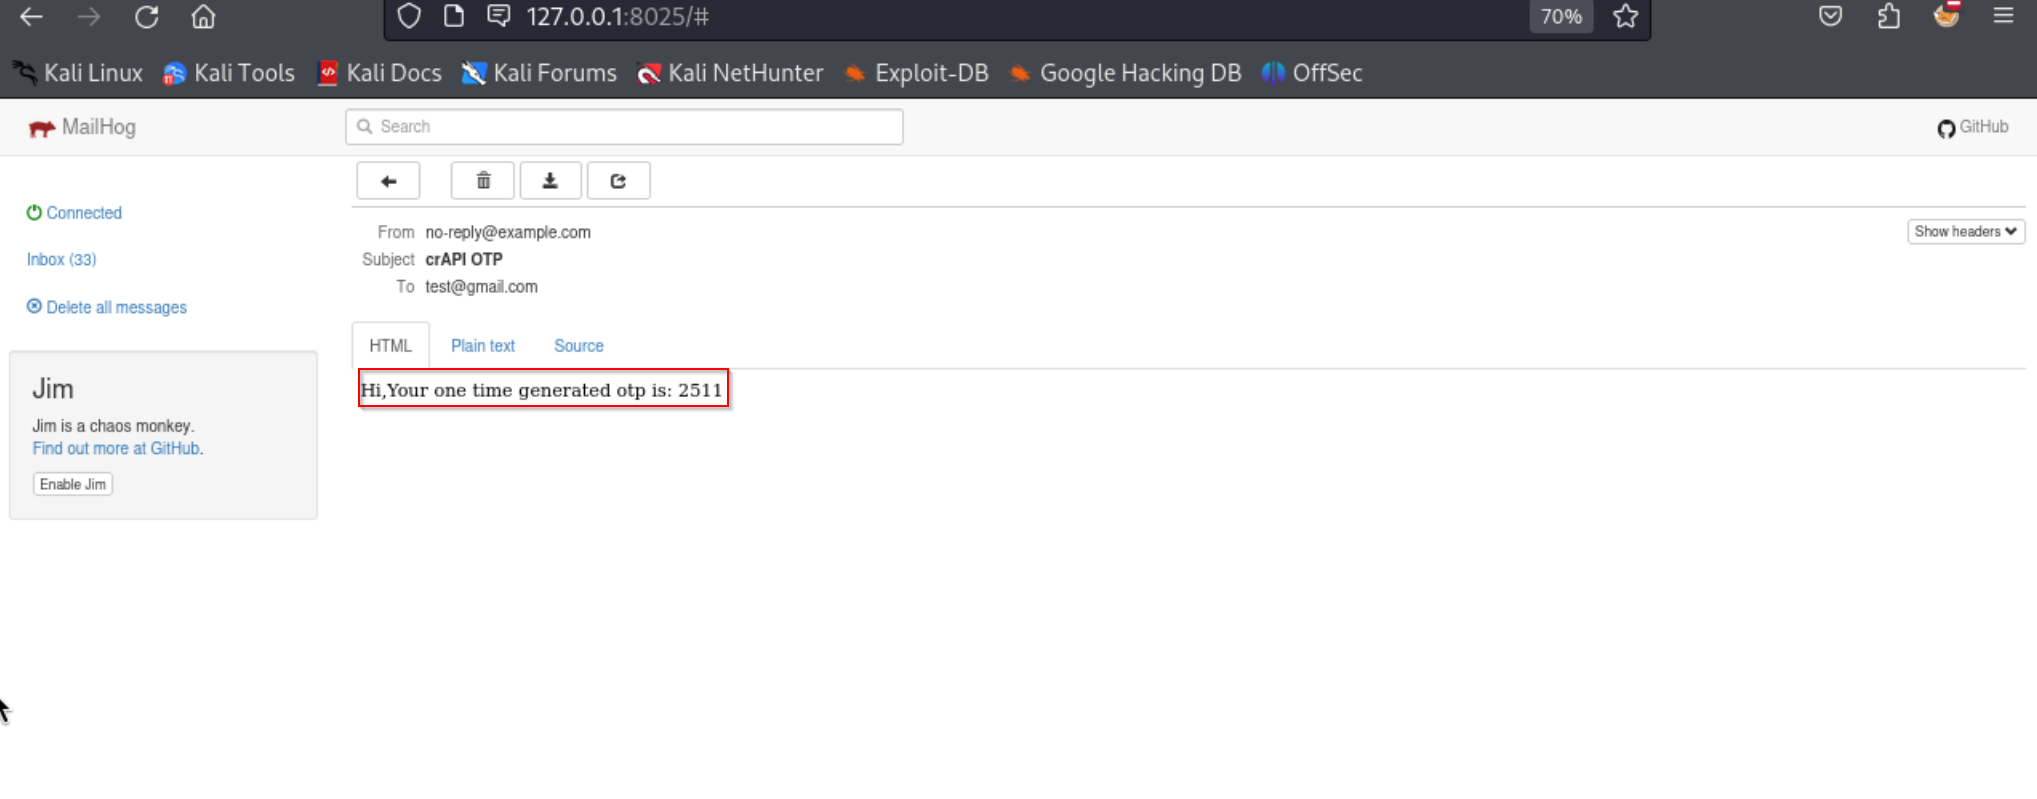 127.0.0.1:8025/#
70%
Kali Linux Kali Tools Kali Docs Kali Forums Kali NetHunter Exploit-DB Google Hacking DB OffSec
MailHog
Search
GitHub
Connected
Inbox (33)
Delete all messages
Jim
Jim is a chaos monkey.
Find out more at GitHub.
Enable Jim
From no-reply@example.com
Show headers
Subject crAPI OTP
To test@gmail.com
HTML Plain text Source
Hi,Your one time generated otp is: 2511